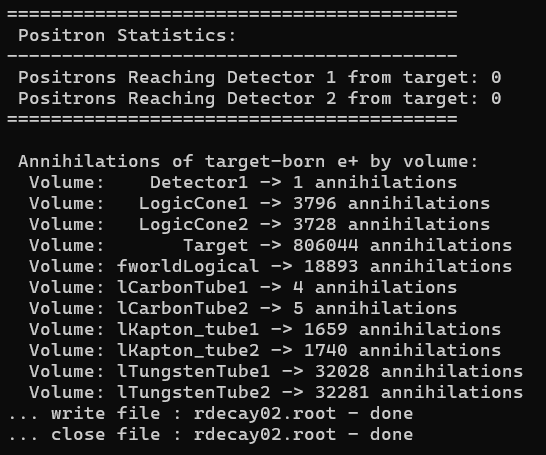 ==========================================
Positron Statistics:
------------------------------------------
Positrons Reaching Detector 1 from target: 0
Positrons Reaching Detector 2 from target: 0
==========================================
Annihilations of target-born e+ by volume:
Volume:    Detector1 -> 1 annihilations
Volume:   LogicCone1 -> 3796 annihilations
Volume:   LogicCone2 -> 3728 annihilations
Volume:       Target -> 806044 annihilations
Volume: fworldLogical -> 18893 annihilations
Volume: lCarbonTube1 -> 4 annihilations
Volume: lCarbonTube2 -> 5 annihilations
Volume: lKapton_tube1 -> 1659 annihilations
Volume: lKapton_tube2 -> 1740 annihilations
Volume: lTungstenTube1 -> 32028 annihilations
Volume: lTungstenTube2 -> 32281 annihilations
... write file : rdecay02.root - done
... close file : rdecay02.root - done